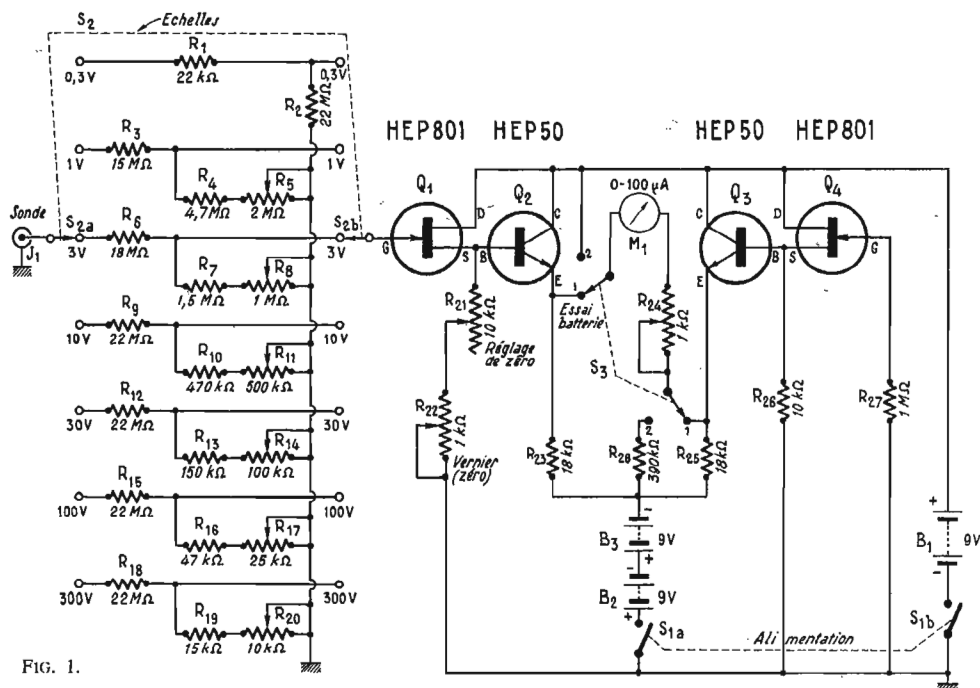 S2
Echelles
R1
22 kΩ
0,3V
0,3V
R2
22 MΩ
R3
15 MΩ
1V
1V
R4
4,7MΩ
R5
2 MΩ
Sonde
J1
S2a
3V
R6
18 MΩ
S2b
3V
R7
1,5 MΩ
R8
1 MΩ
R9
22 MΩ
10V
10V
R10
470 kΩ
R11
500 kΩ
R12
22 MΩ
30V
30V
R13
150 kΩ
R14
100 kΩ
R15
22 MΩ
100V
100V
R16
47 kΩ
R17
25 kΩ
R18
22 MΩ
300V
300V
R19
15 kΩ
R20
10 kΩ
FIG. 1.
HEP801
HEP50
HEP50
HEP801
Q1
D
G
S
Q2
C
B
E
0-100 µA
M1
2
1
Essai
batterie
S3
Q3
C
B
E
Q4
D
S
G
R21
10 kΩ
Réglage
de zéro
R22
1 kΩ
Vernier
(zéro)
R23
18 kΩ
R24
1 kΩ
2
1
R28
390kΩ
R25
18 kΩ
R26
10 kΩ
R27
1 MΩ
-
B3
9V
+
-
B2
9V
+
S1a
Alimentation
+
B1
9V
-
S1b